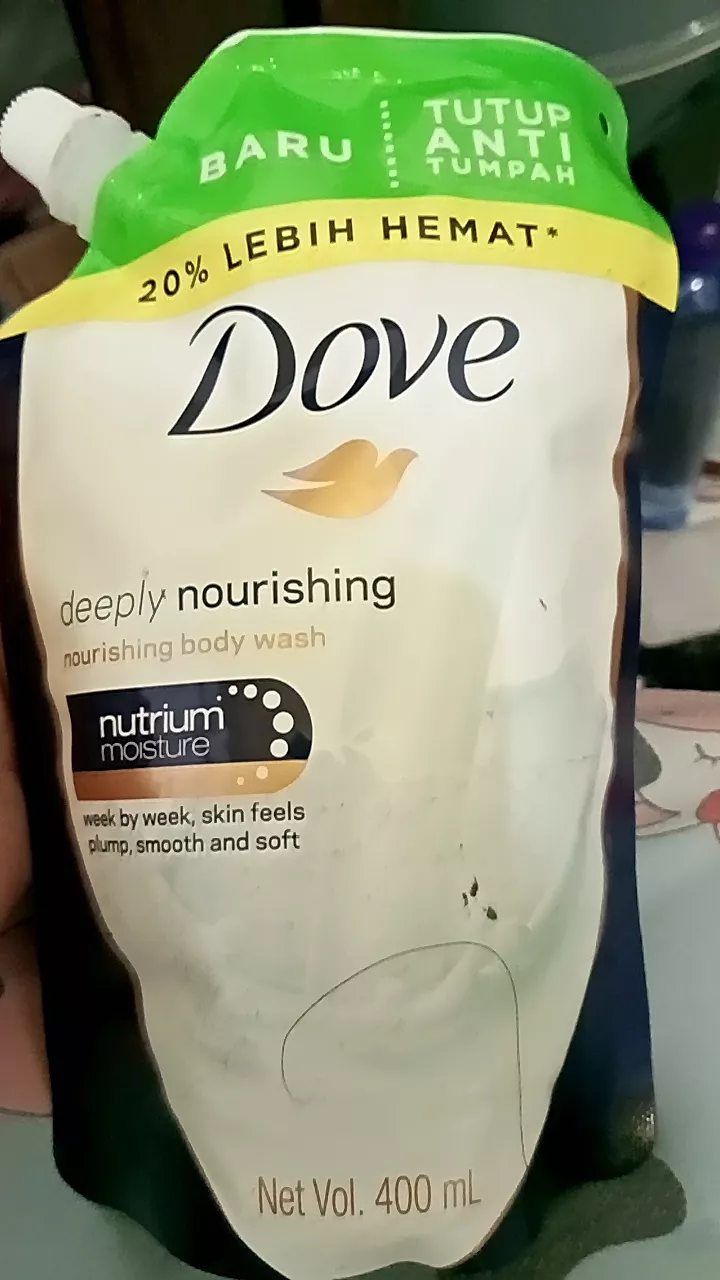 BARU
TUTUP
ANTI
TUMPAH
20% LEBIH HEMAT*
Dove
deeply nourishing
nourishing body wash
nutrium
moisture
week by week, skin feels
plump, smooth and soft
Net Vol. 400 mL